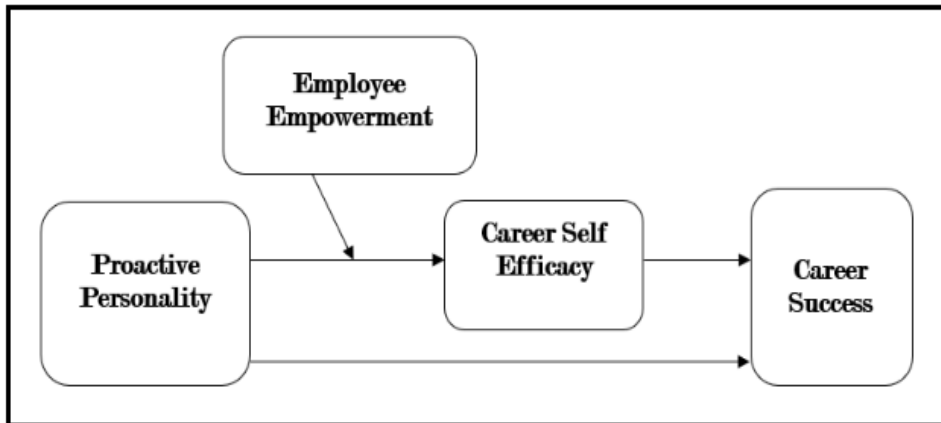 Employee
Empowerment
Proactive
Personality
Career Self
Efficacy
Career
Success